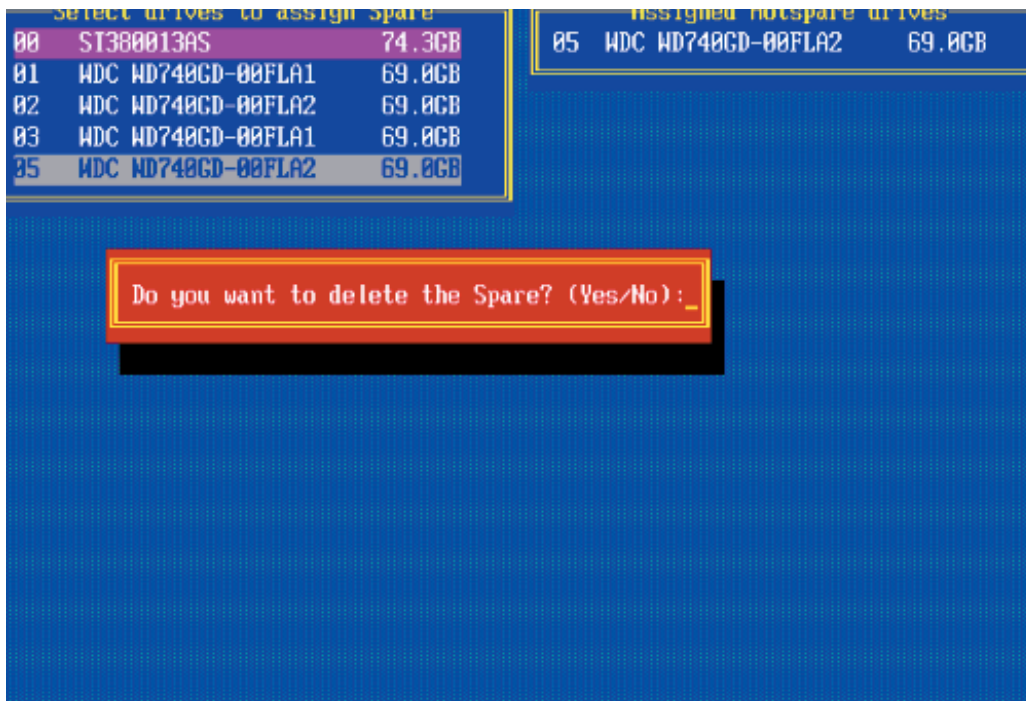 Select drives to assign Spare
00 ST380013AS 74.3GB
01 WDC WD740GD-00FLA1 69.0GB
02 WDC WD740GD-00FLA2 69.0GB
03 WDC WD740GD-00FLA1 69.0GB
05 WDC WD740GD-00FLA2 69.0GB
Assigned Hotspare drives
05 WDC WD740GD-00FLA2 69.0GB
Do you want to delete the Spare? (Yes/No):_